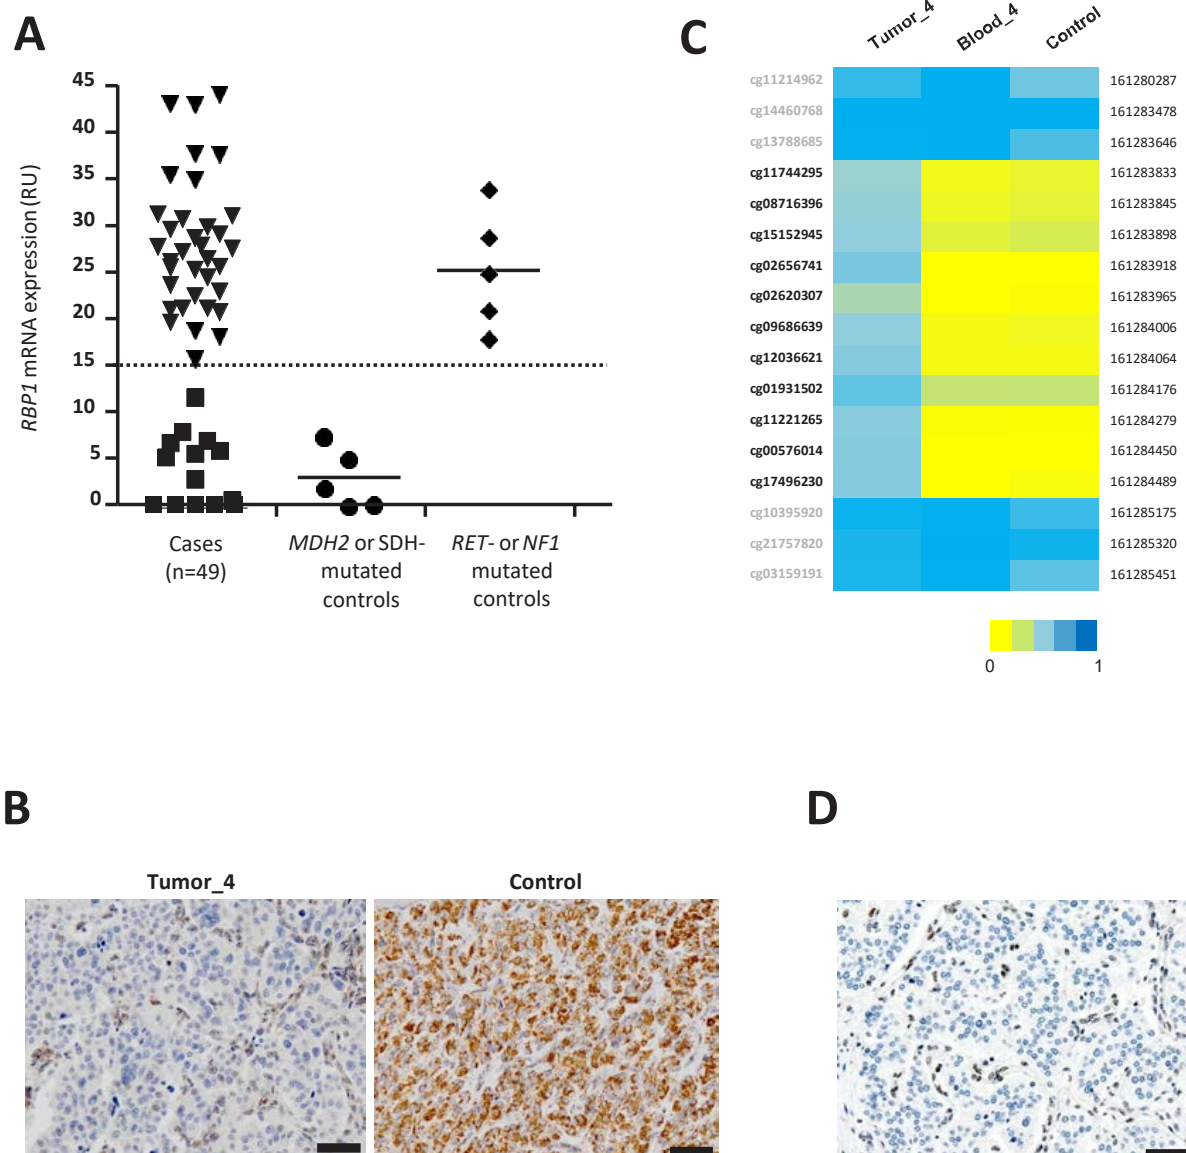 A
45
40
35
30
25
20
15
10
5
0
RBP1 mRNA expression (RU)
Cases
(n=49)
MDH2 or SDH-
mutated
controls
RET- or NF1
mutated
controls
C
Tumor_4 Blood_4 Control
cg11214962 161280287
cg14460768 161283478
cg13788685 161283646
cg11744295 161283833
cg08716396 161283845
cg15152945 161283898
cg02656741 161283918
cg02620307 161283965
cg09686639 161284006
cg12036621 161284064
cg01931502 161284176
cg11221265 161284279
cg00576014 161284450
cg17496230 161284489
cg10395920 161285175
cg21757820 161285320
cg03159191 161285451
0 1
B
Tumor_4 Control
D